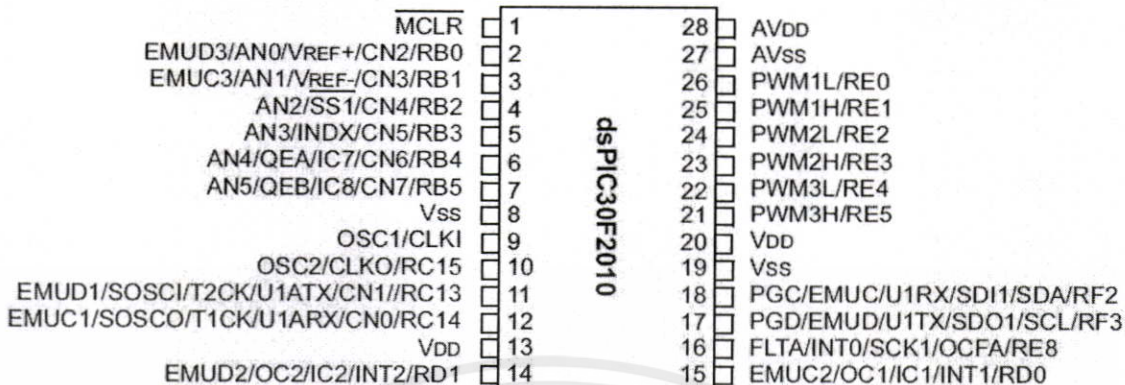 MCLR 1 28 AVDD
EMUD3/AN0/VREF+/CN2/RB0 2 27 AVSS
EMUC3/AN1/VREF-/CN3/RB1 3 26 PWM1L/RE0
AN2/SS1/CN4/RB2 4 25 PWM1H/RE1
AN3/INDX/CN5/RB3 5 24 PWM2L/RE2
AN4/QEA/IC7/CN6/RB4 6 23 PWM2H/RE3
AN5/QEB/IC8/CN7/RB5 7 22 PWM3L/RE4
VSS 8 21 PWM3H/RE5
OSC1/CLKI 9 20 VDD
OSC2/CLKO/RC15 10 19 VSS
EMUD1/SOSCI/T2CK/U1ATX/CN1//RC13 11 18 PGC/EMUC/U1RX/SDI1/SDA/RF2
EMUC1/SOSCO/T1CK/U1ARX/CN0/RC14 12 17 PGD/EMUD/U1TX/SDO1/SCL/RF3
VDD 13 16 FLTA/INT0/SCK1/OCFA/RE8
EMUD2/OC2/IC2/INT2/RD1 14 15 EMUC2/OC1/IC1/INT1/RD0
dsPIC30F2010